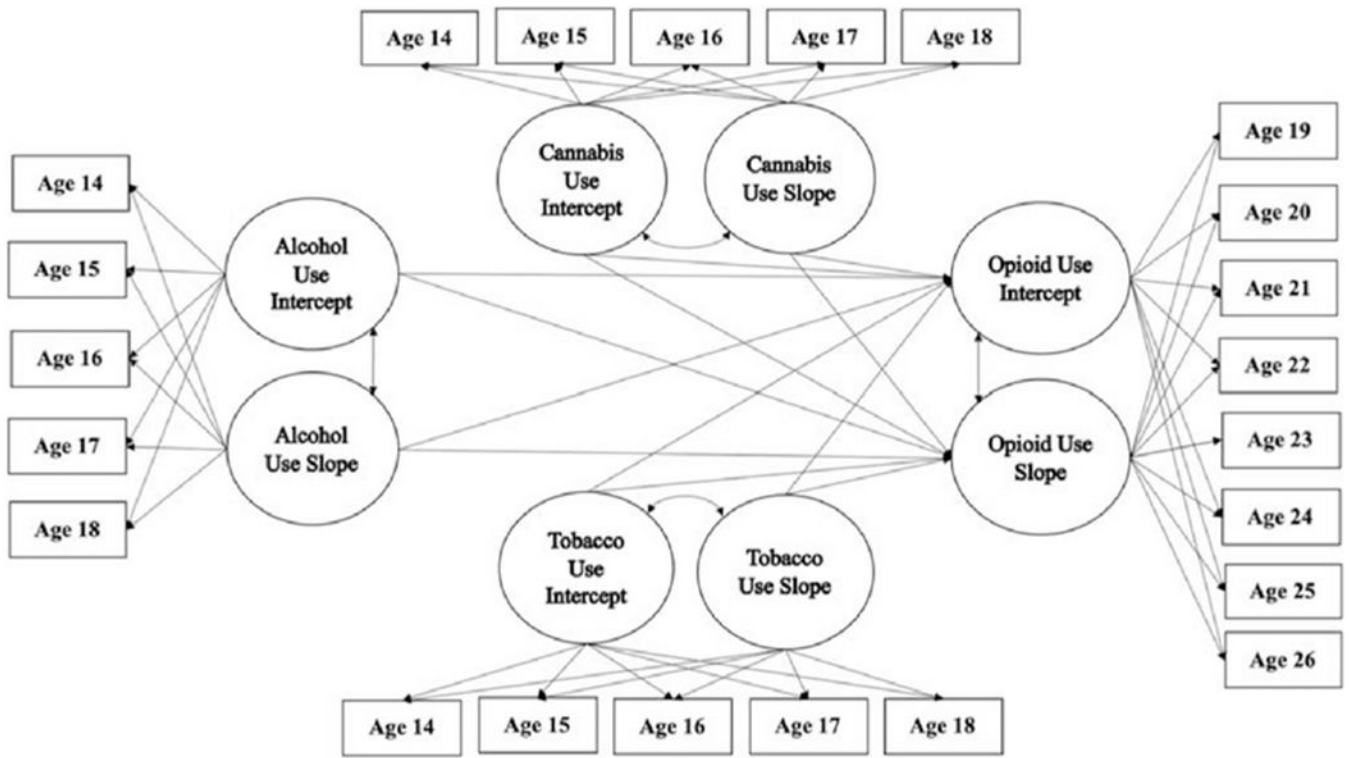 Age 14
Age 15
Age 16
Age 17
Age 18
Cannabis
Use
Intercept
Cannabis
Use Slope
Age 14
Age 15
Age 16
Age 17
Age 18
Alcohol
Use
Intercept
Alcohol
Use Slope
Opioid Use
Intercept
Opioid Use
Slope
Age 19
Age 20
Age 21
Age 22
Age 23
Age 24
Age 25
Age 26
Tobacco
Use
Intercept
Tobacco
Use Slope
Age 14
Age 15
Age 16
Age 17
Age 18